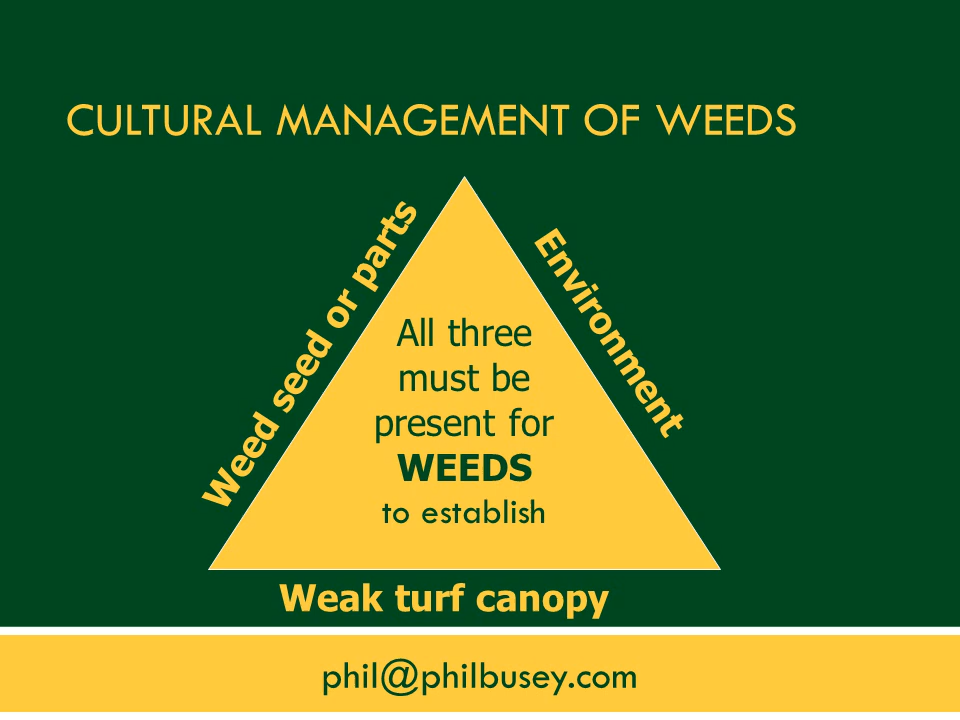 CULTURAL MANAGEMENT OF WEEDS
Weed seed or parts
Environment
All three
must be
present for
WEEDS
to establish
Weak turf canopy
phil@philbusey.com